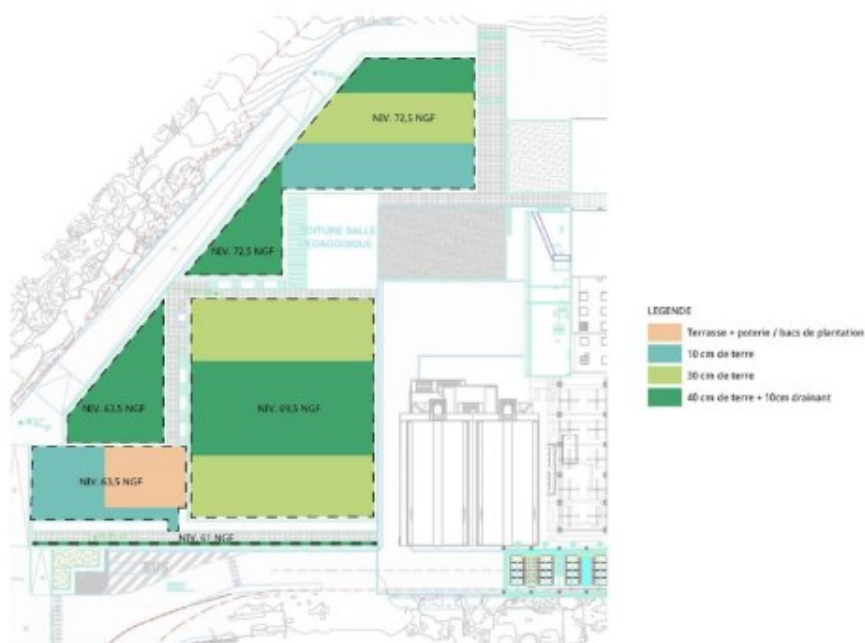 NIV. 72,5 NGF
NIV. 72,5 NGF
NIV. 63,5 NGF
NIV. 69,5 NGF
NIV. 63,5 NGF
NIV. 61 NGF
BUS
LEGENDE
Terrasse + poterie / bacs de plantation
10 cm de terre
30 cm de terre
40 cm de terre + 10cm drainant